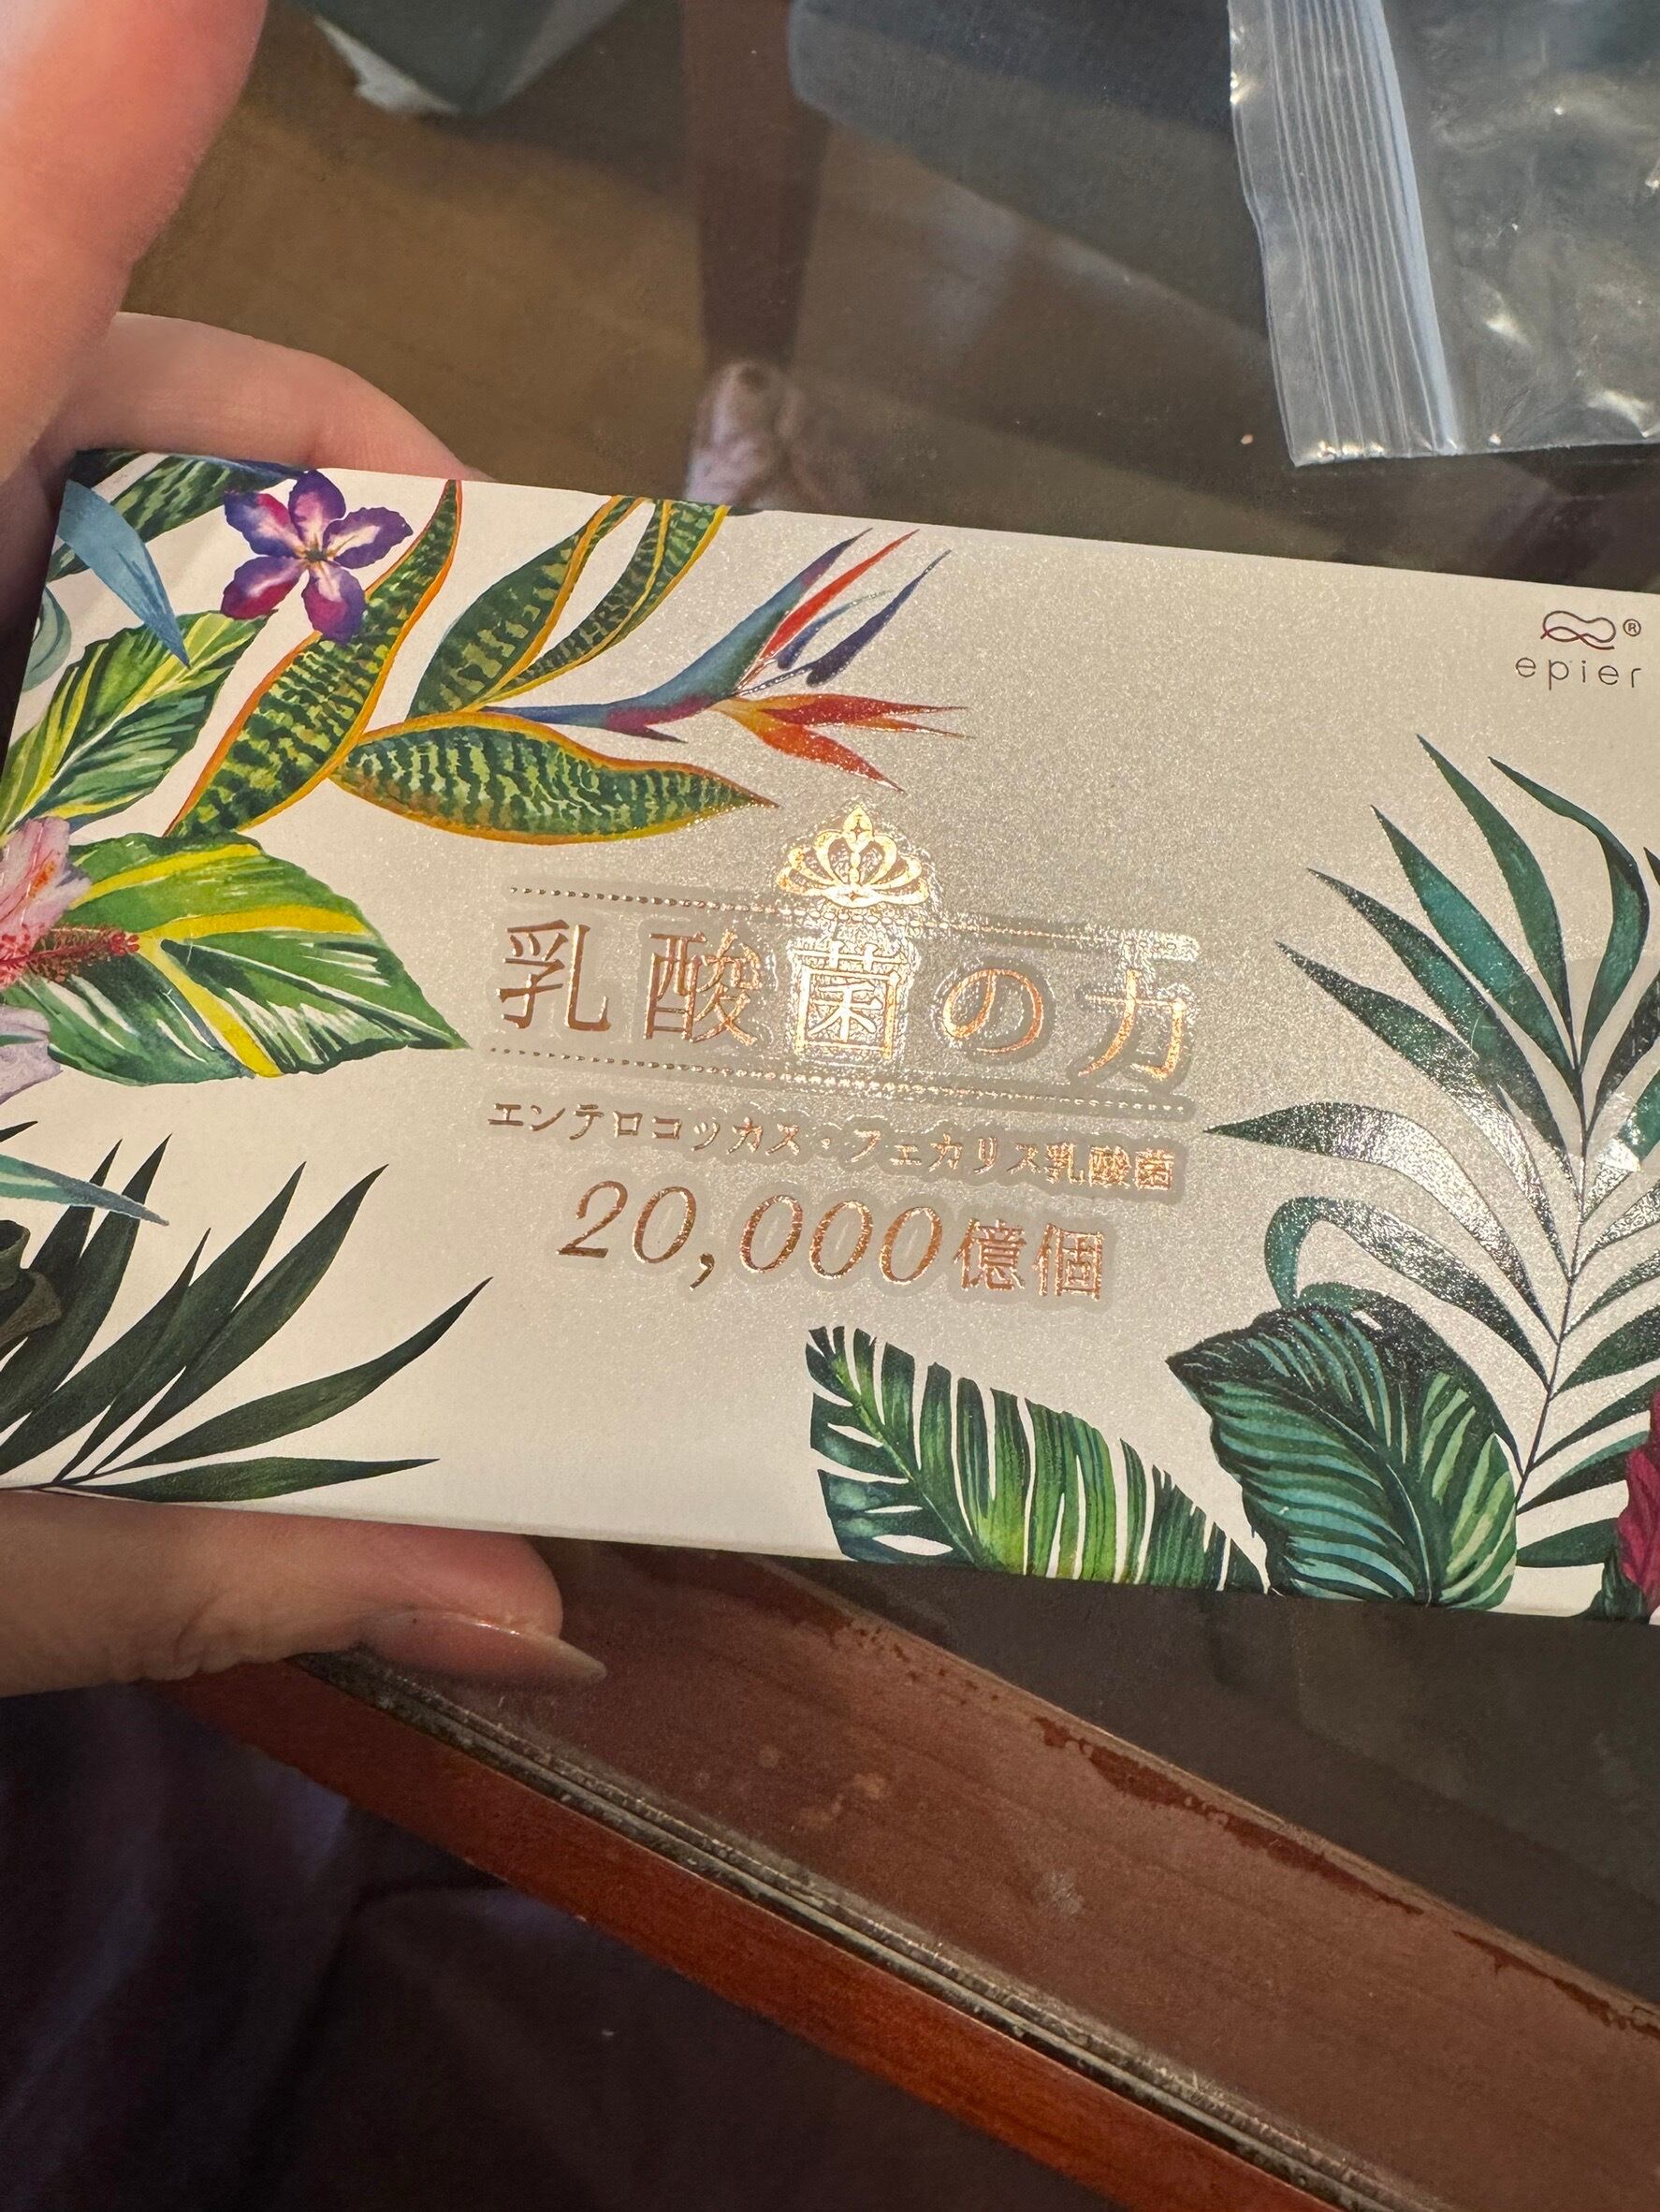 epier®
乳酸菌の力
エンテロコッカス・フェカリス乳酸菌
20,000億個